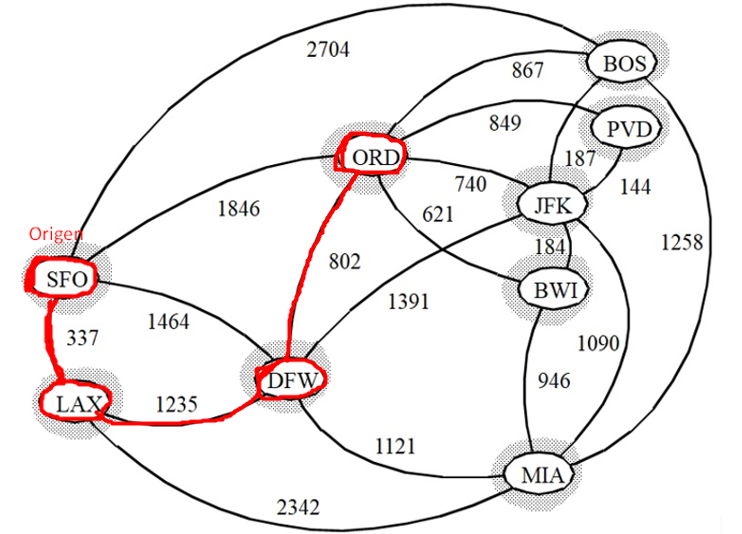 2704
BOS
867
849
PVD
ORD
187
740
144
1846
621
JFK
Origen
184
1258
802
SFO
BWI
1391
1464
337
1090
DFW
946
LAX
1235
1121
MIA
2342